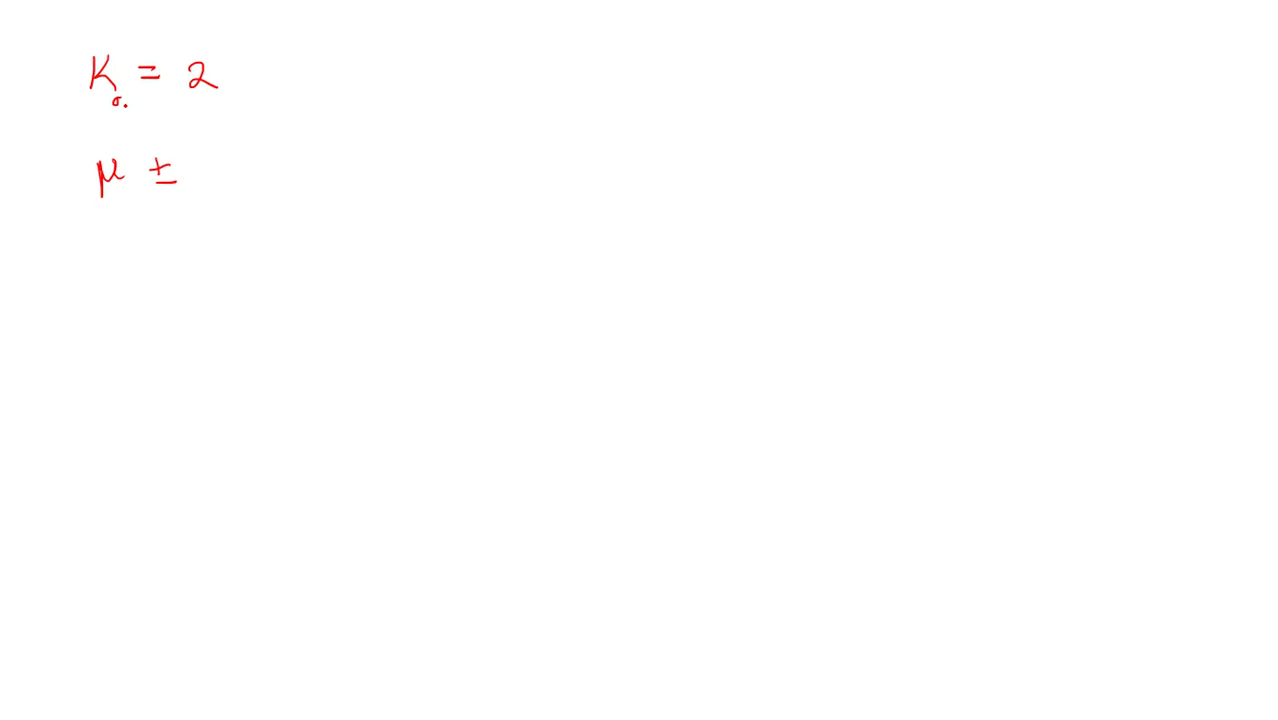 K = 2
σ.
μ ±